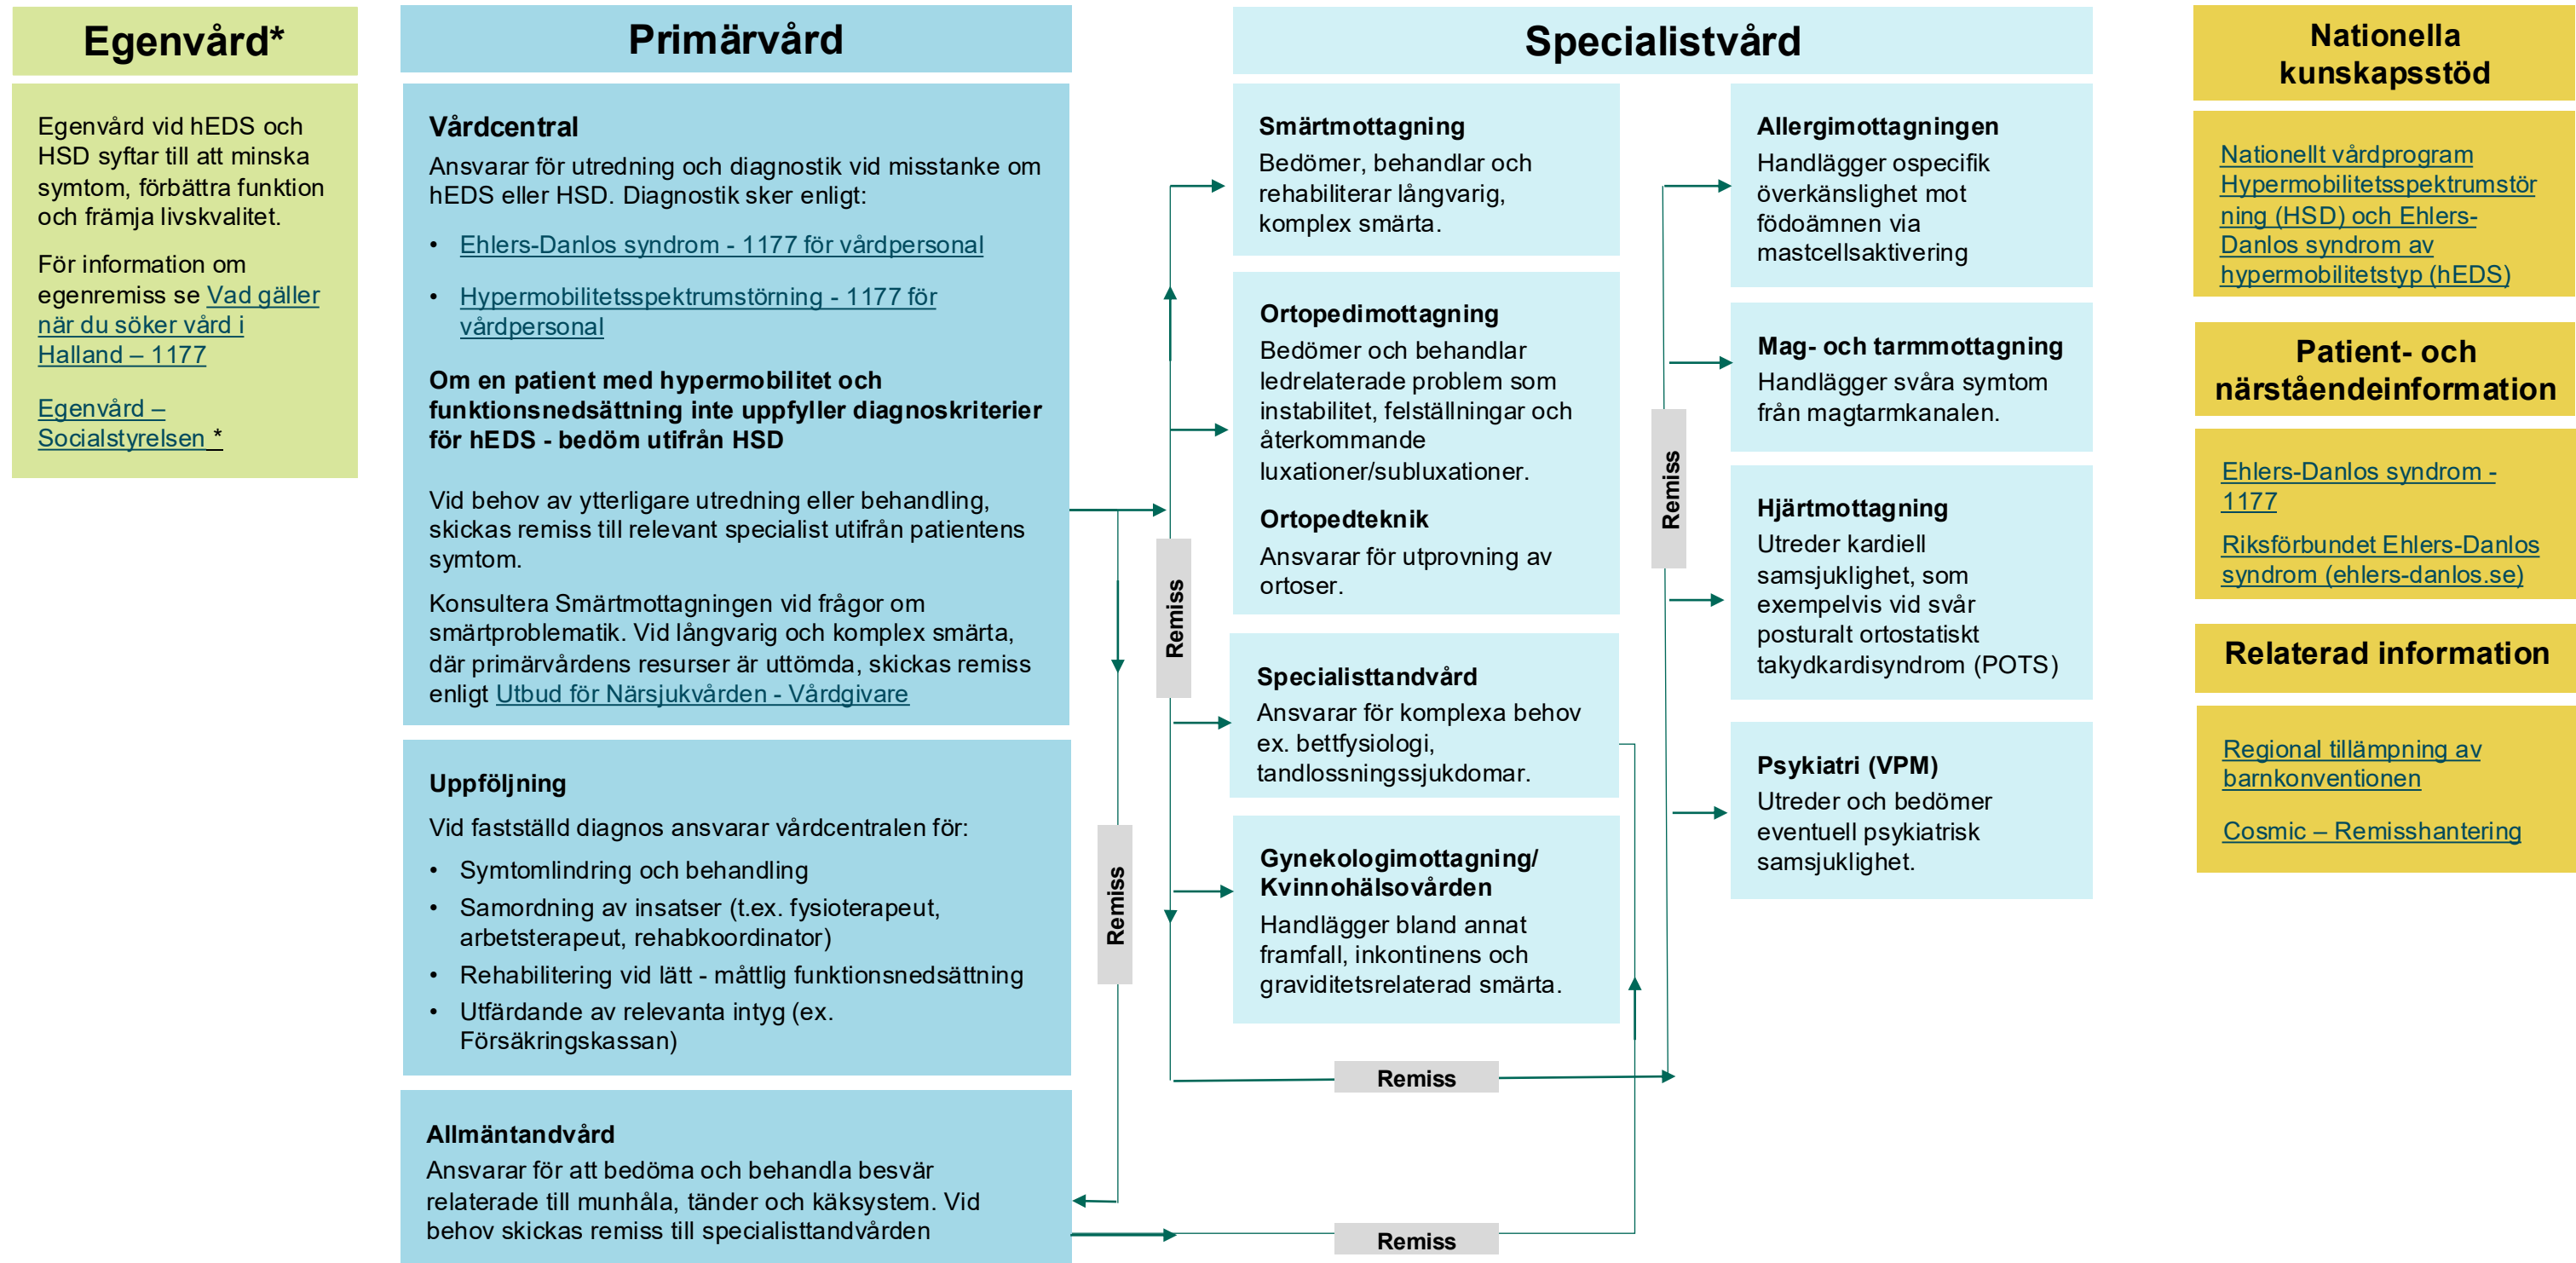 Egenvård*
Egenvård vid hEDS och
HSD syftar till att minska
symtom, förbättra funktion
och främja livskvalitet.
För information om
egenremiss se Vad gäller
när du söker vård i
Halland – 1177
Egenvård –
Socialstyrelsen *
Primärvård
Vårdcentral
Ansvarar för utredning och diagnostik vid misstanke om
hEDS eller HSD. Diagnostik sker enligt:
• Ehlers-Danlos syndrom - 1177 för vårdpersonal
• Hypermobilitetsspektrumstörning - 1177 för
vårdpersonal
Om en patient med hypermobilitet och
funktionsnedsättning inte uppfyller diagnoskriterier
för hEDS - bedöm utifrån HSD
Vid behov av ytterligare utredning eller behandling,
skickas remiss till relevant specialist utifrån patientens
symtom.
Konsultera Smärtmottagningen vid frågor om
smärtproblematik. Vid långvarig och komplex smärta,
där primärvårdens resurser är uttömda, skickas remiss
enligt Utbud för Närsjukvården - Vårdgivare
Uppföljning
Vid fastställd diagnos ansvarar vårdcentralen för:
• Symtomlindring och behandling
• Samordning av insatser (t.ex. fysioterapeut,
arbetsterapeut, rehabkoordinator)
• Rehabilitering vid lätt - måttlig funktionsnedsättning
• Utfärdande av relevanta intyg (ex.
Försäkringskassan)
Allmäntandvård
Ansvarar för att bedöma och behandla besvär
relaterade till munhåla, tänder och käksystem. Vid
behov skickas remiss till specialisttandvården
Remiss
Remiss
Specialistvård
Smärtmottagning
Bedömer, behandlar och
rehabiliterar långvarig,
komplex smärta.
Ortopedimottagning
Bedömer och behandlar
ledrelaterade problem som
instabilitet, felställningar och
återkommande
luxationer/subluxationer.
Ortopedteknik
Ansvarar för utprovning av
ortoser.
Specialisttandvård
Ansvarar för komplexa behov
ex. bettfysiologi,
tandlossningssjukdomar.
Gynekologimottagning/
Kvinnohälsovården
Handlägger bland annat
framfall, inkontinens och
graviditetsrelaterad smärta.
Remiss
Remiss
Remiss
Allergimottagningen
Handlägger ospecifik
överkänslighet mot
födoämnen via
mastcellsaktivering
Mag- och tarmmottagning
Handlägger svåra symtom
från magtarmkanalen.
Hjärtmottagning
Utreder kardiell
samsjuklighet, som
exempelvis vid svår
posturalt ortostatiskt
takydkardisyndrom (POTS)
Psykiatri (VPM)
Utreder och bedömer
eventuell psykiatrisk
samsjuklighet.
Nationella
kunskapsstöd
Nationellt vårdprogram
Hypermobilitetsspektrumstör
ning (HSD) och Ehlers-
Danlos syndrom av
hypermobilitetstyp (hEDS)
Patient- och
närståendeinformation
Ehlers-Danlos syndrom -
1177
Riksförbundet Ehlers-Danlos
syndrom (ehlers-danlos.se)
Relaterad information
Regional tillämpning av
barnkonventionen
Cosmic – Remisshantering